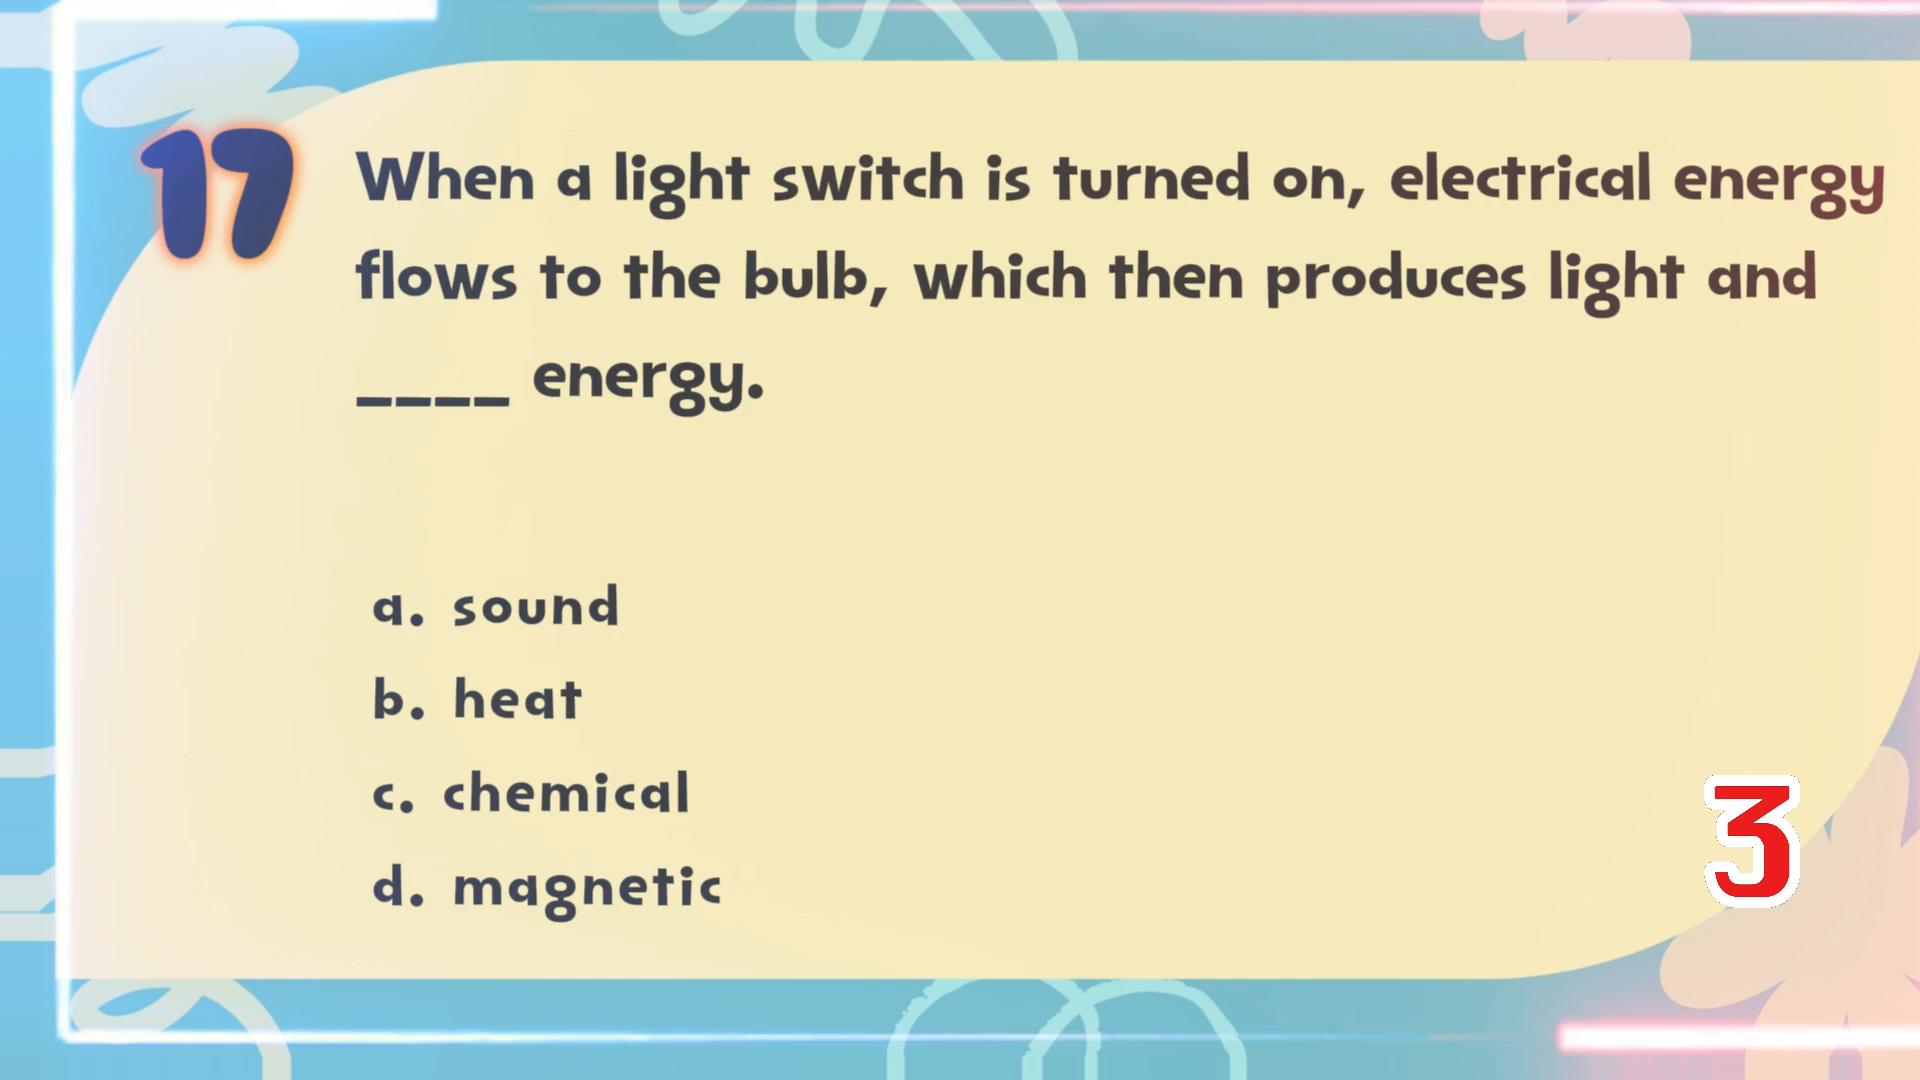 17
When a light switch is turned on, electrical energy
flows to the bulb, which then produces light and
____ energy.
a. sound
b. heat
c. chemical
d. magnetic
3